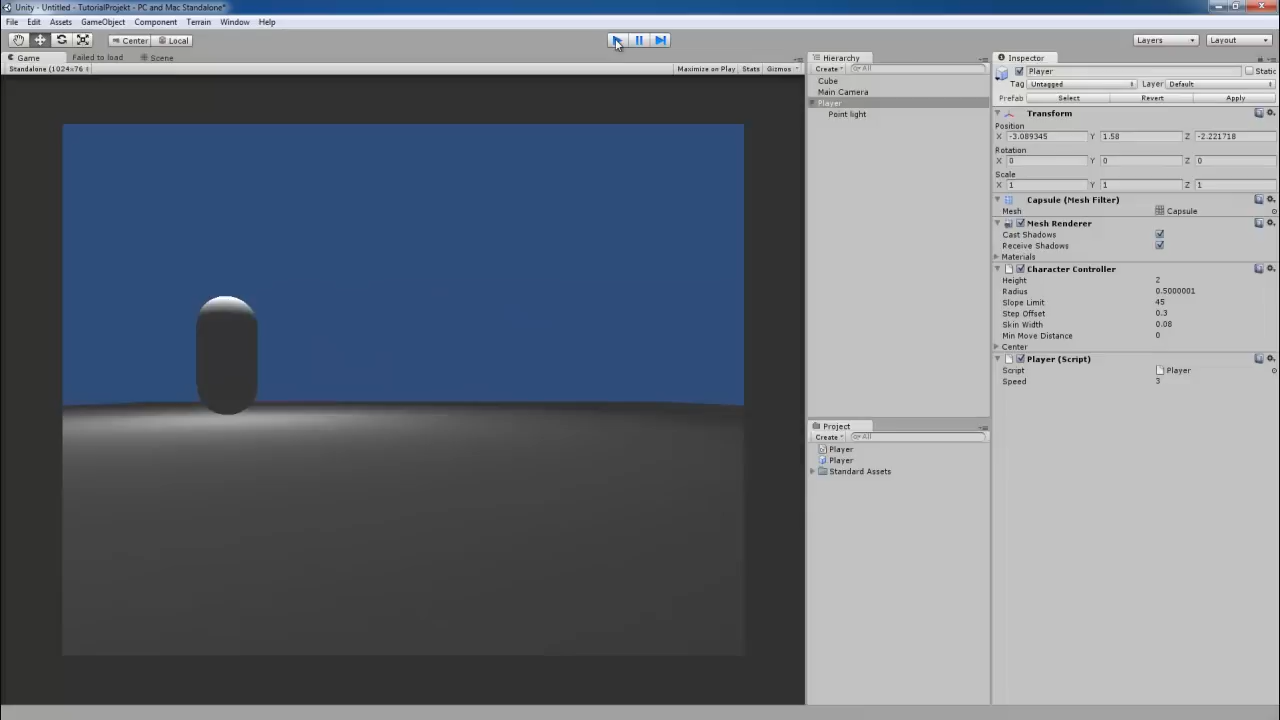 Unity - Untitled - TutorialProjekt - PC and Mac Standalone*
File Edit Assets GameObject Component Terrain Window Help
Center Local Layers Layout
Game Failed to load Scene
Standalone (1024x76 Maximize on Play Stats Gizmos
Hierarchy
Create All
Cube
Main Camera
Player
Point light
Project
Create All
Player
Player
Standard Assets
Inspector
Player Static
Tag Untagged Layer Default
Prefab Select Revert Apply
Transform
Position
X -3.089345 Y 1.58 Z -2.221718
Rotation
X 0 Y 0 Z 0
Scale
X 1 Y 1 Z 1
Capsule (Mesh Filter)
Mesh Capsule
Mesh Renderer
Cast Shadows
Receive Shadows
Materials
Character Controller
Height 2
Radius 0.5000001
Slope Limit 45
Step Offset 0.3
Skin Width 0.08
Min Move Distance 0
Center
Player (Script)
Script Player
Speed 3